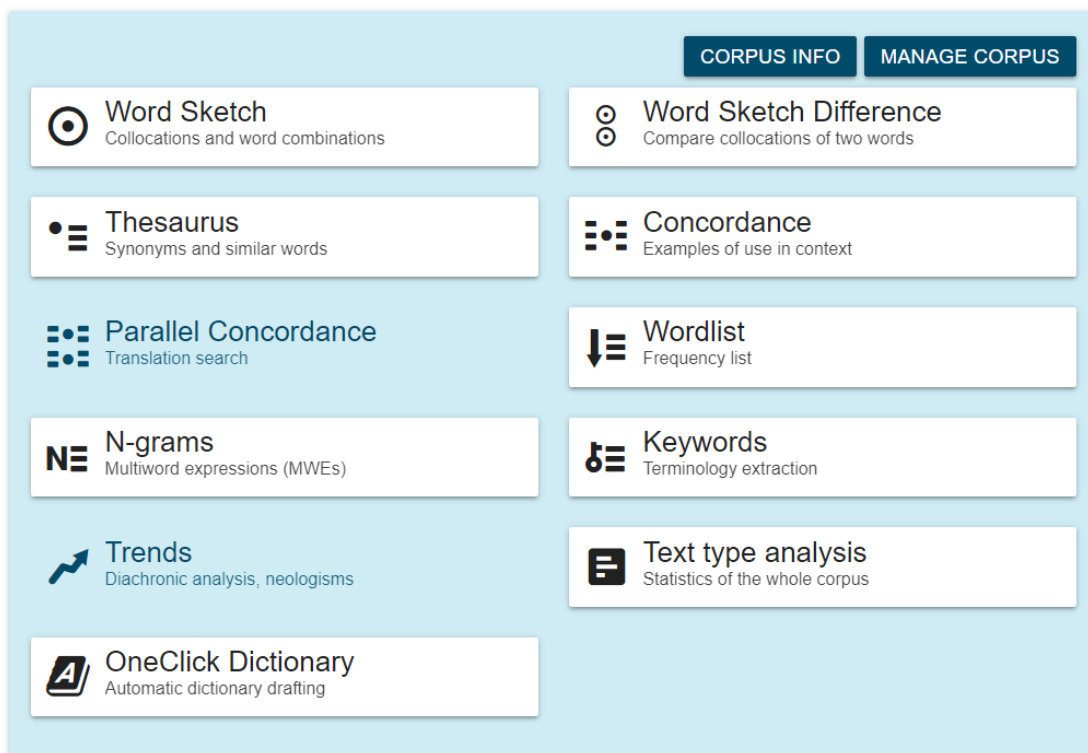 CORPUS INFO
MANAGE CORPUS
Word Sketch
Collocations and word combinations
Word Sketch Difference
Compare collocations of two words
Thesaurus
Synonyms and similar words
Concordance
Examples of use in context
Parallel Concordance
Translation search
Wordlist
Frequency list
N-grams
Multiword expressions (MWEs)
Keywords
Terminology extraction
Trends
Diachronic analysis, neologisms
Text type analysis
Statistics of the whole corpus
OneClick Dictionary
Automatic dictionary drafting